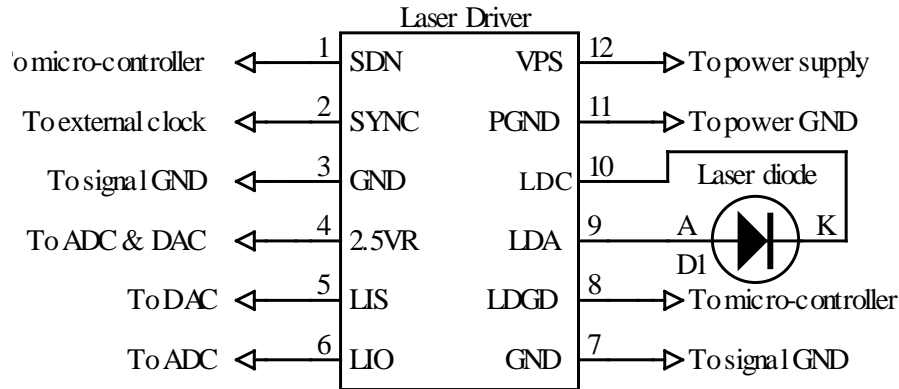 Laser Driver
To micro-controller 1 SDN VPS 12 To power supply
To external clock 2 SYNC PGND 11 To power GND
To signal GND 3 GND LDC 10 Laser diode
To ADC & DAC 4 2.5VR LDA 9 A K
D1
To DAC 5 LIS LDGD 8 To micro-controller
To ADC 6 LIO GND 7 To signal GND